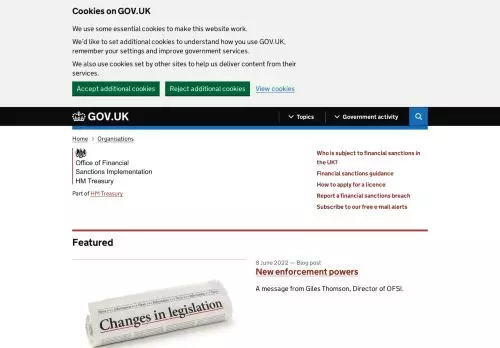 Cookies on GOV.UK
We use some essential cookies to make this website work.
We'd like to set additional cookies to understand how you use GOV.UK,
remember your settings and improve government services.
We also use cookies set by other sites to help us deliver content from their
services.
Accept additional cookies
Reject additional cookies
View cookies
GOV.UK
Topics
Government activity
Home > Organisations
Office of Financial
Sanctions Implementation
HM Treasury
Part of HM Treasury
Who is subject to financial sanctions in
the UK?
Financial sanctions guidance
How to apply for a licence
Report a financial sanctions breach
Subscribe to our free e-mail alerts
Featured
8 June 2022 — Blog post
New enforcement powers
A message from Giles Thomson, Director of OFSI.
Changes in legislation